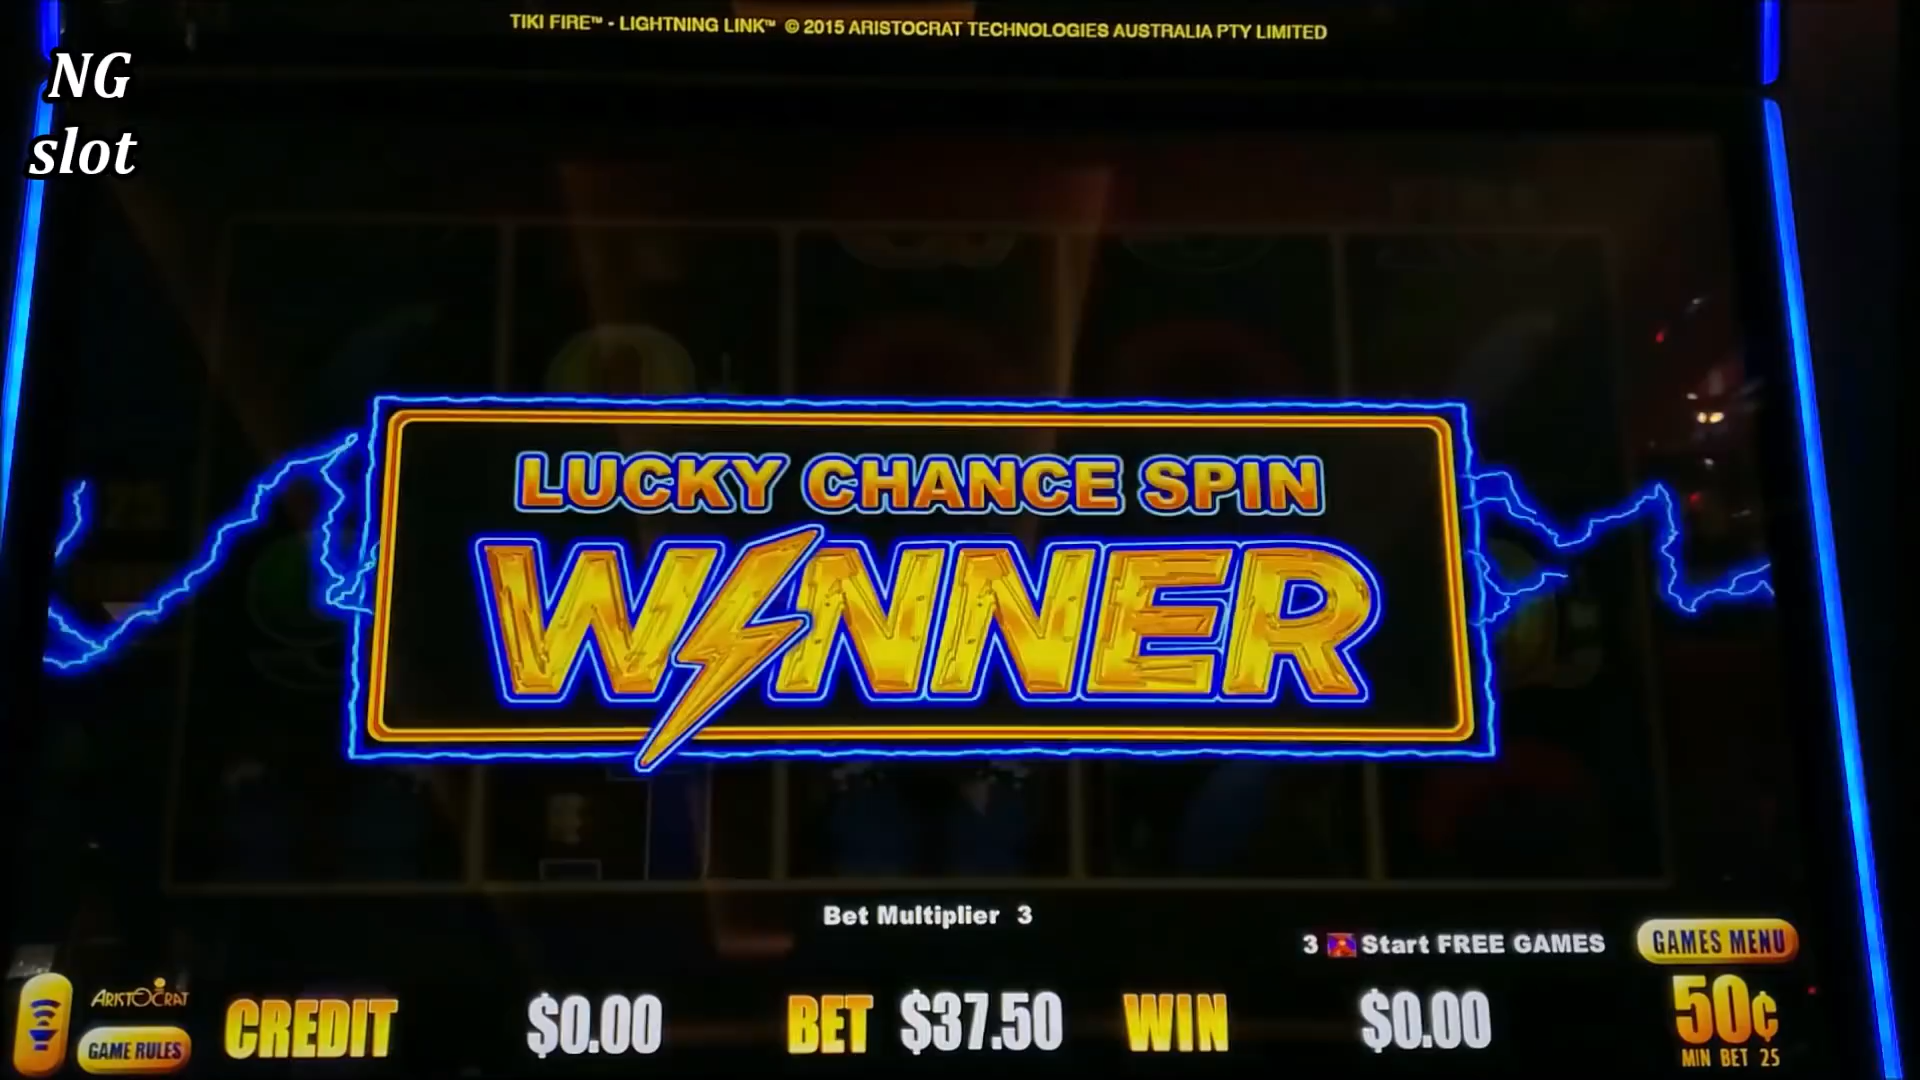 TIKI FIRE™ - LIGHTNING LINK™ © 2015 ARISTOCRAT TECHNOLOGIES AUSTRALIA PTY LIMITED
NG
slot
LUCKY CHANCE SPIN
WINNER
Bet Multiplier 3
3 Start FREE GAMES
GAMES MENU
ARISTOCRAT
GAME RULES
CREDIT $0.00 BET $37.50 WIN $0.00
50¢
MIN BET 25